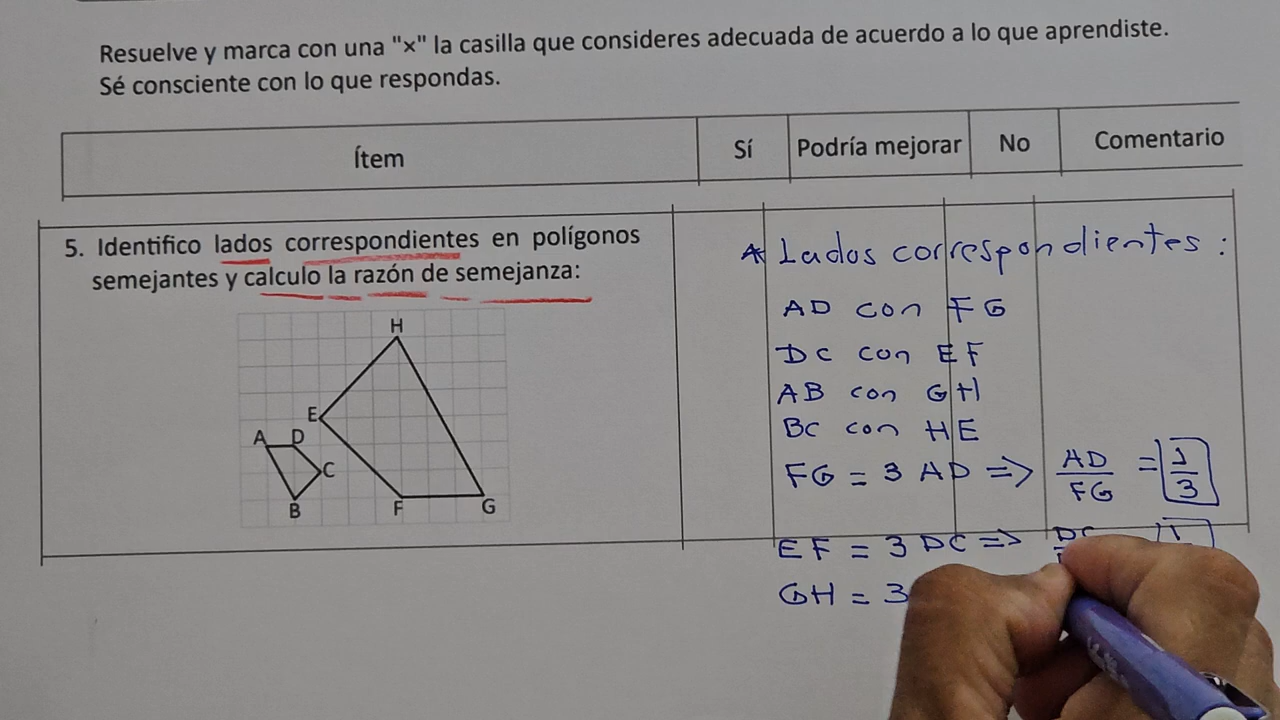 Resuelve y marca con una "×" la casilla que consideres adecuada de acuerdo a lo que aprendiste.
Sé consciente con lo que respondas.
Ítem
Sí
Podría mejorar
No
Comentario
5. Identifico lados correspondientes en polígonos
semejantes y calculo la razón de semejanza:
H
E
A D
C
B
F
G
Lados correspondientes :
AD con FG
DC con EF
AB con GH
BC con HE
FG = 3 AD => AD/FG = 1/3
EF = 3 DC => DC
GH = 3